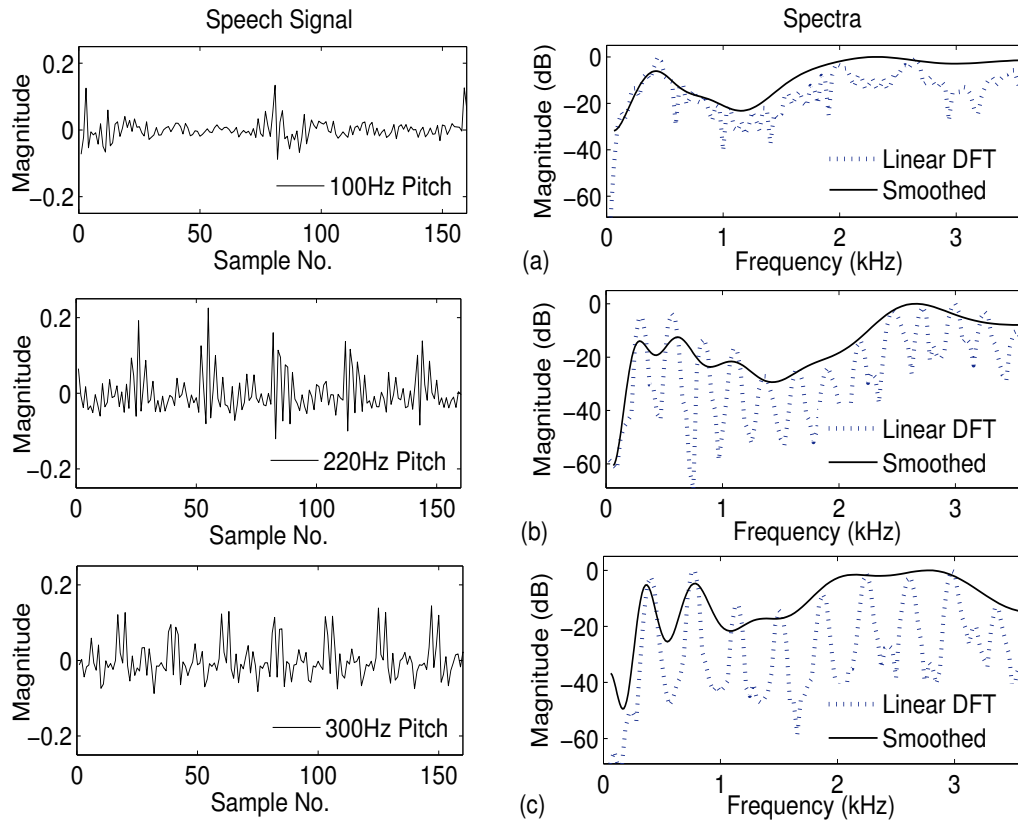 Speech Signal
Spectra
0.2
0
−0.2
Magnitude
100Hz Pitch
0 50 100 150
Sample No.
0
−20
−40
−60
Magnitude (dB)
Linear DFT
Smoothed
0 1 2 3
Frequency (kHz)
(a)
0.2
0
−0.2
Magnitude
220Hz Pitch
0 50 100 150
Sample No.
0
−20
−40
−60
Magnitude (dB)
Linear DFT
Smoothed
0 1 2 3
Frequency (kHz)
(b)
0.2
0
−0.2
Magnitude
300Hz Pitch
0 50 100 150
Sample No.
0
−20
−40
−60
Magnitude (dB)
Linear DFT
Smoothed
0 1 2 3
Frequency (kHz)
(c)